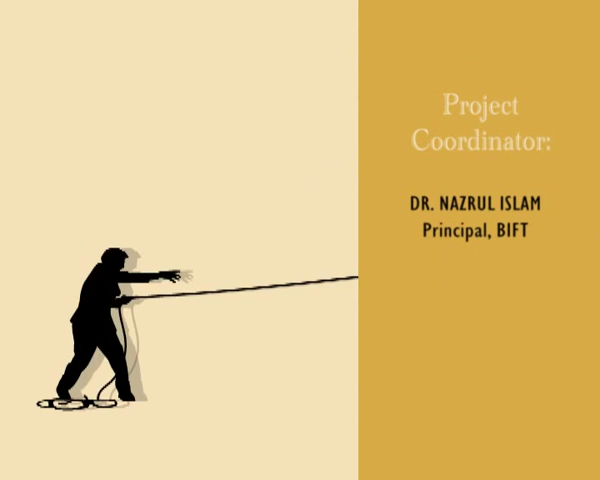 Project
Coordinator:
DR. NAZRUL ISLAM
Principal, BIFT